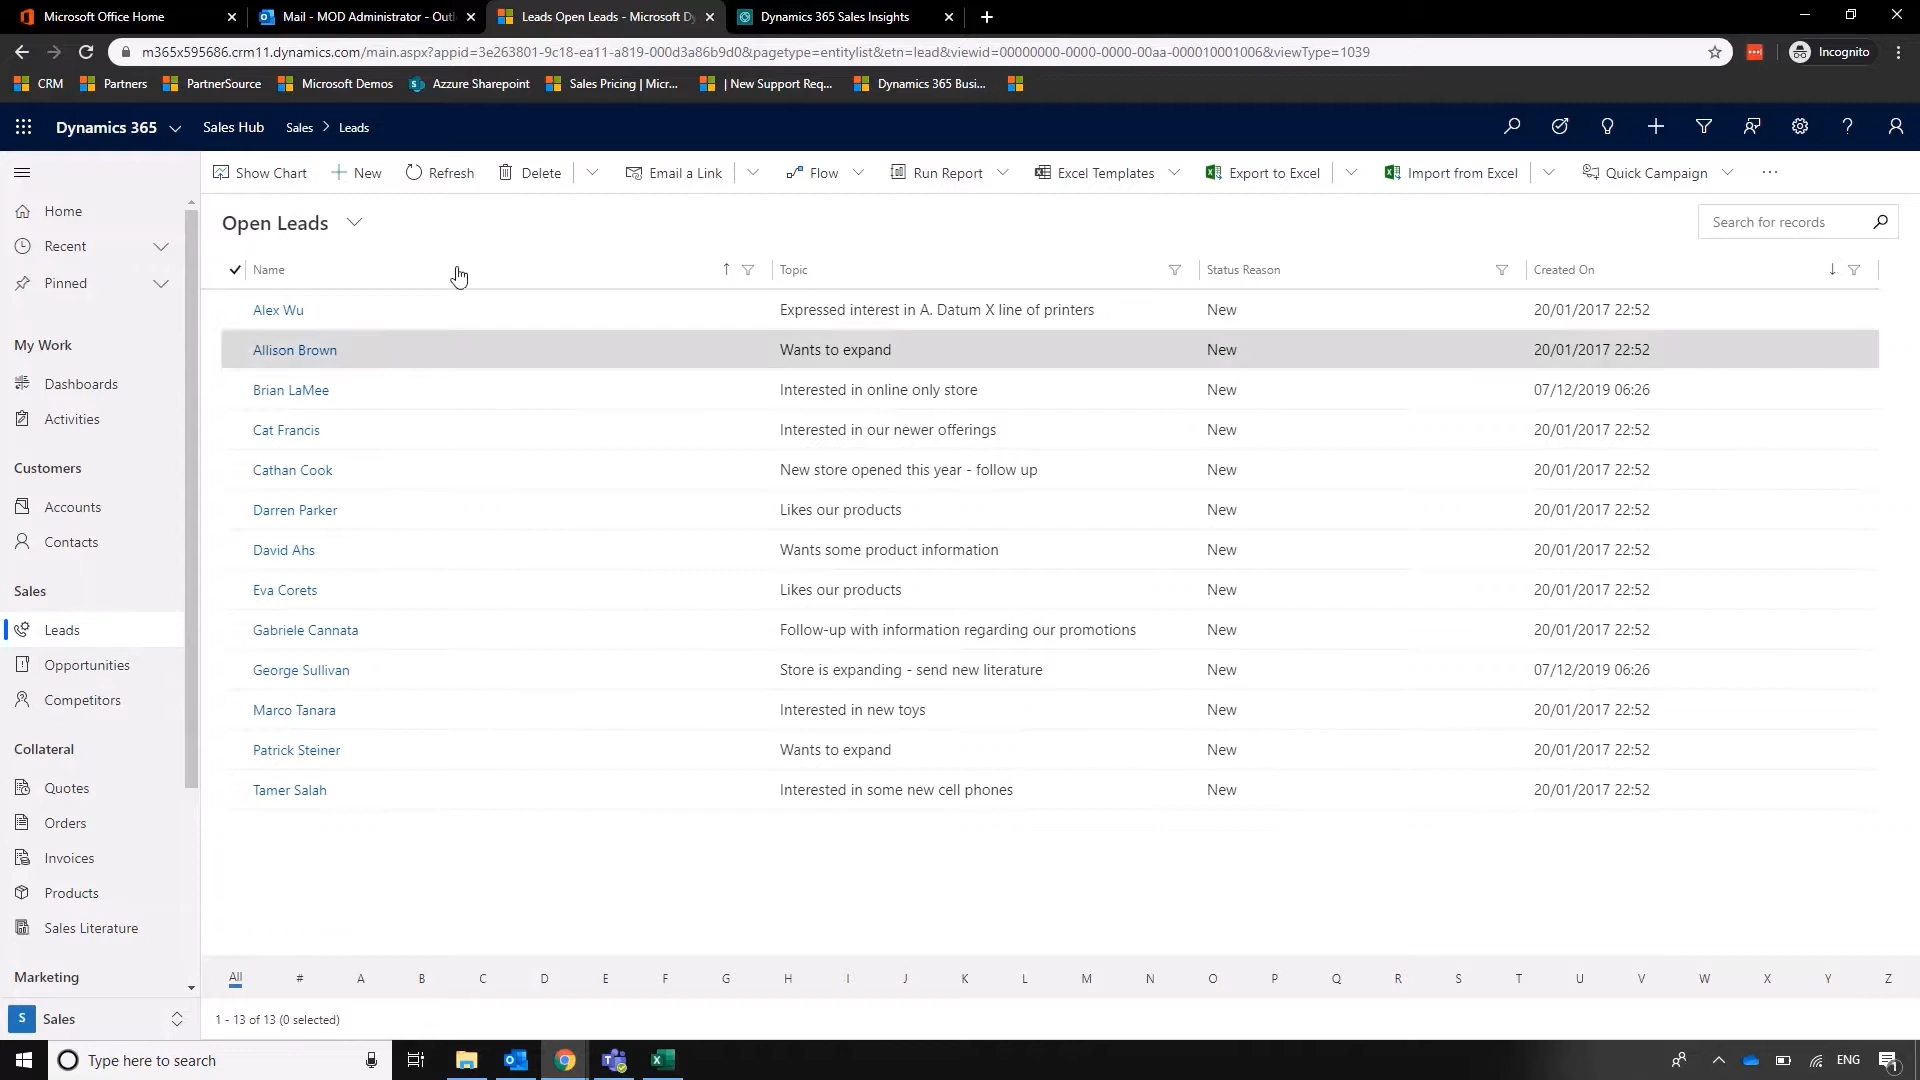 Microsoft Office Home
Mail - MOD Administrator - Outl
Leads Open Leads - Microsoft Dy
Dynamics 365 Sales Insights
m365x595686.crm11.dynamics.com/main.aspx?appid=3e263801-9c18-ea11-a819-000d3a86b9d0&pagetype=entitylist&etn=lead&viewid=00000000-0000-0000-00aa-000010001006&viewType=1039
Incognito
CRM
Partners
PartnerSource
Microsoft Demos
Azzure Sharepoint
Sales Pricing | Micr...
| New Support Req...
Dynamics 365 Busi...
Dynamics 365
Sales Hub
Sales > Leads
Show Chart
New
Refresh
Delete
Email a Link
Flow
Run Report
Excel Templates
Export to Excel
Import from Excel
Quick Campaign
Home
Recent
Pinned
My Work
Dashboards
Activities
Customers
Accounts
Contacts
Sales
Leads
Opportunities
Competitors
Collateral
Quotes
Orders
Invoices
Products
Sales Literature
Marketing
S Sales
Open Leads
Search for records
Name Topic Status Reason Created On
Alex Wu Expressed interest in A. Datum X line of printers New 20/01/2017 22:52
Allison Brown Wants to expand New 20/01/2017 22:52
Brian LaMee Interested in online only store New 07/12/2019 06:26
Cat Francis Interested in our newer offerings New 20/01/2017 22:52
Cathan Cook New store opened this year - follow up New 20/01/2017 22:52
Darren Parker Likes our products New 20/01/2017 22:52
David Ahs Wants some product information New 20/01/2017 22:52
Eva Corets Likes our products New 20/01/2017 22:52
Gabriele Cannata Follow-up with information regarding our promotions New 20/01/2017 22:52
George Sullivan Store is expanding - send new literature New 07/12/2019 06:26
Marco Tanara Interested in new toys New 20/01/2017 22:52
Patrick Steiner Wants to expand New 20/01/2017 22:52
Tamer Salah Interested in some new cell phones New 20/01/2017 22:52
All # A B C D E F G H I J K L M N O P Q R S T U V W X Y Z
1 - 13 of 13 (0 selected)
Type here to search
ENG
1